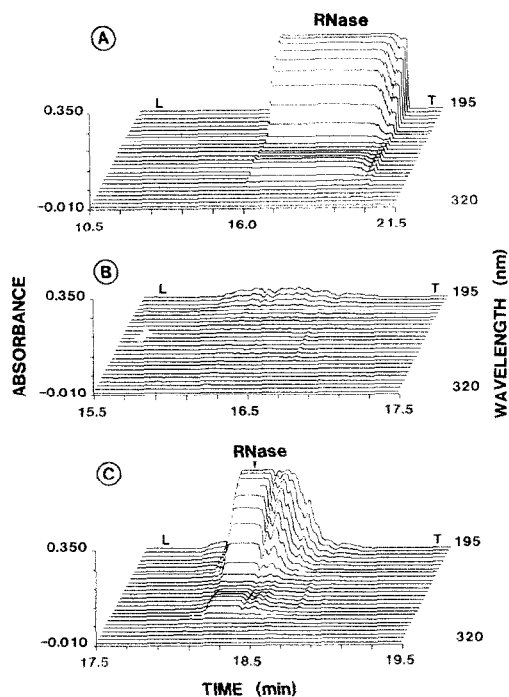 A
RNase
L
T
0.350
195
-0.010
320
10.5
16.0
21.5
B
L
T
0.350
195
-0.010
320
15.5
16.5
17.5
C
RNase
L
T
0.350
195
-0.010
320
17.5
18.5
19.5
ABSORBANCE
WAVELENGTH (nm)
TIME (min)